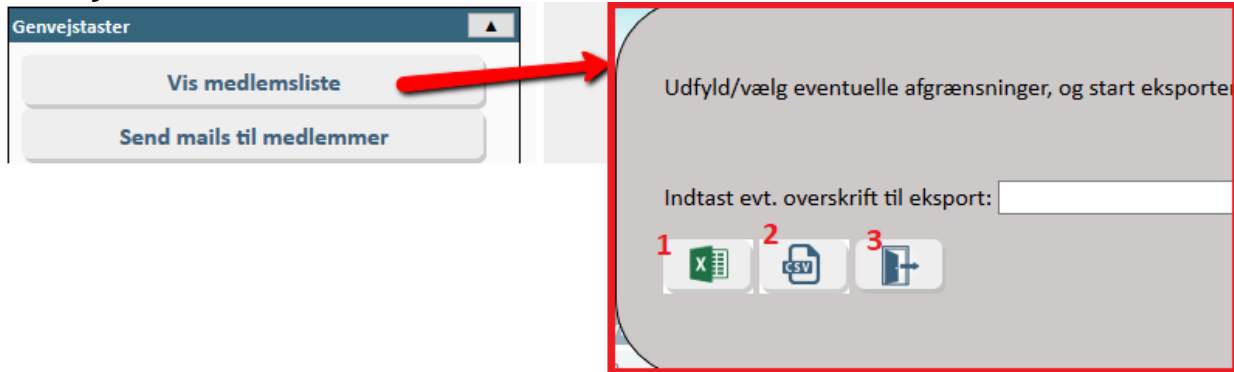 Genvejstaster
Vis medlemsliste
Send mails til medlemmer
Udfyld/vælg eventuelle afgrænsninger, og start eksporter
Indtast evt. overskrift til eksport:
1 2 3
X CSV